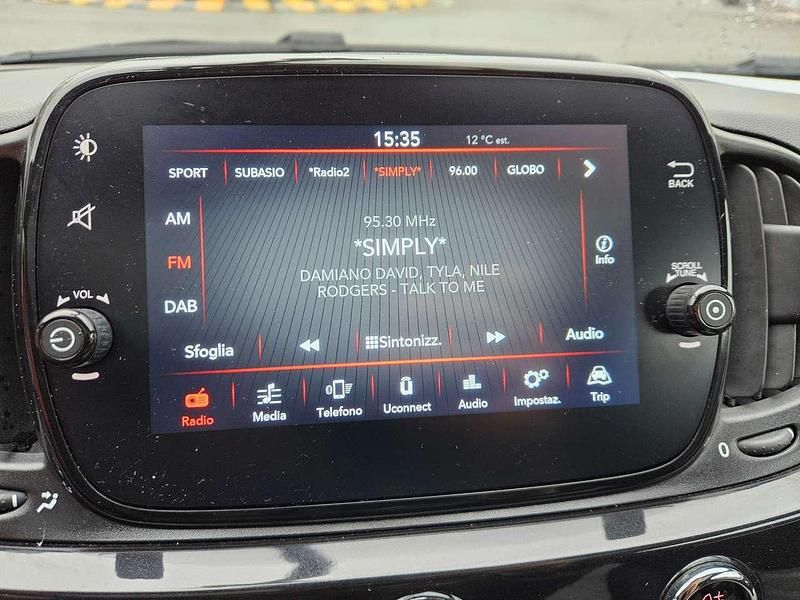 15:35
12 °C est.
SPORT SUBASIO *Radio2 *SIMPLY* 96.00 GLOBO
AM
FM
DAB
95.30 MHz
*SIMPLY*
DAMIANO DAVID, TYLA, NILE
RODGERS - TALK TO ME
Info
Sfoglia Sintonizz. Audio
Radio Media Telefono Uconnect Audio Impostaz. Trip
VOL
BACK
SCROLL
TUNE
0